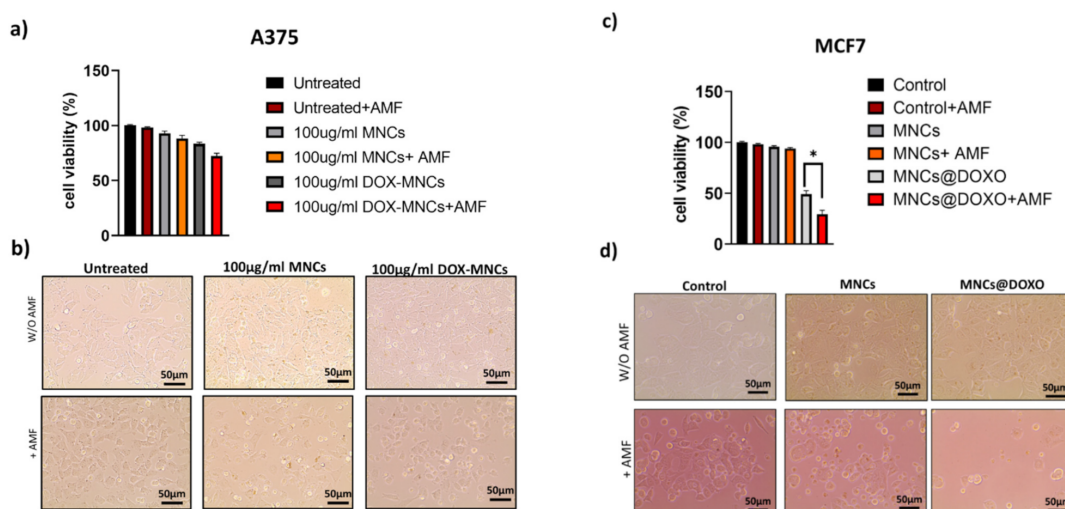 a)
A375
cell viability (%)
150
100
50
0
Untreated
Untreated+AMF
100ug/ml MNCs
100ug/ml MNCs+ AMF
100ug/ml DOX-MNCs
100ug/ml DOX-MNCs+AMF
b)
Untreated
100µg/ml MNCs
100µg/ml DOX-MNCs
W/O AMF
50µm
50µm
50µm
+ AMF
50µm
50µm
50µm
c)
MCF7
cell viability (%)
150
100
50
0
*
Control
Control+AMF
MNCs
MNCs+ AMF
MNCs@DOXO
MNCs@DOXO+AMF
d)
Control
MNCs
MNCs@DOXO
W/O AMF
50µm
50µm
50µm
+ AMF
50µm
50µm
50µm